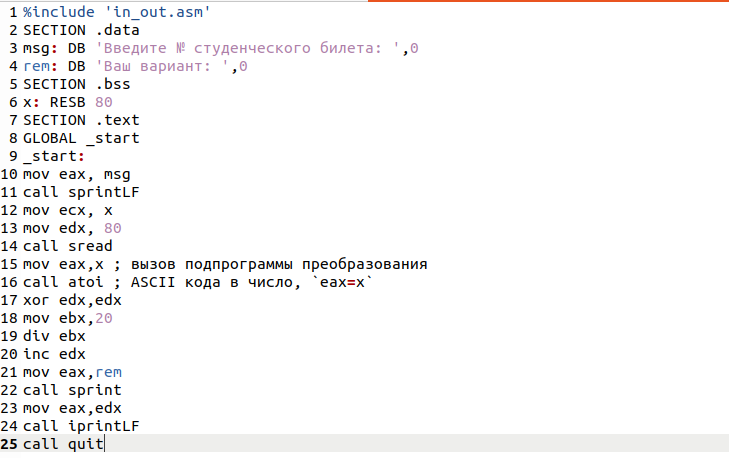 1 %include 'in_out.asm'
2 SECTION .data
3 msg: DB 'Введите № студенческого билета: ',0
4 rem: DB 'Ваш вариант: ',0
5 SECTION .bss
6 x: RESB 80
7 SECTION .text
8 GLOBAL _start
9 _start:
10 mov eax, msg
11 call sprintLF
12 mov ecx, x
13 mov edx, 80
14 call sread
15 mov eax,x ; вызов подпрограммы преобразования
16 call atoi ; ASCII кода в число, `eax=x`
17 xor edx,edx
18 mov ebx,20
19 div ebx
20 inc edx
21 mov eax,rem
22 call sprint
23 mov eax,edx
24 call iprintLF
25 call quit